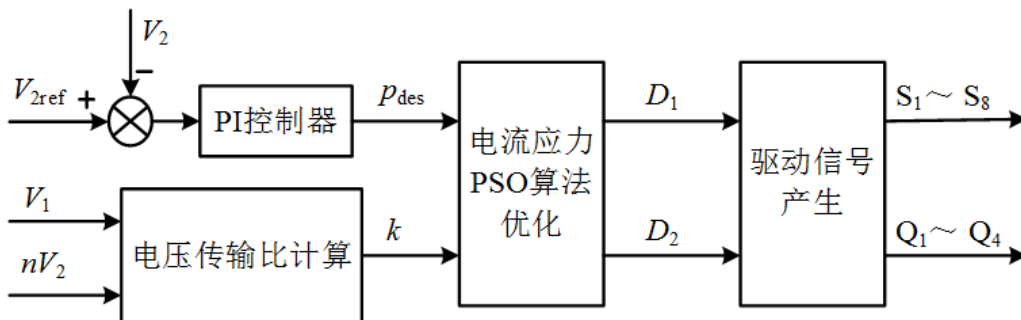 V2
−
V2ref +
PI控制器
pdes
电流应力
PSO算法
优化
D1
D2
驱动信号
产生
S1～ S8
Q1～ Q4
V1
nV2
电压传输比计算
k